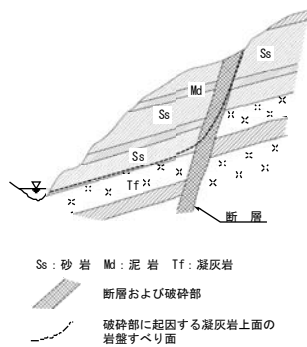 Ss
Md
Ss
Ss
Tf
断 層
Ss：砂 岩　Md：泥 岩　Tf：凝灰岩
断層および破砕部
破砕部に起因する凝灰岩上面の
岩盤すべり面